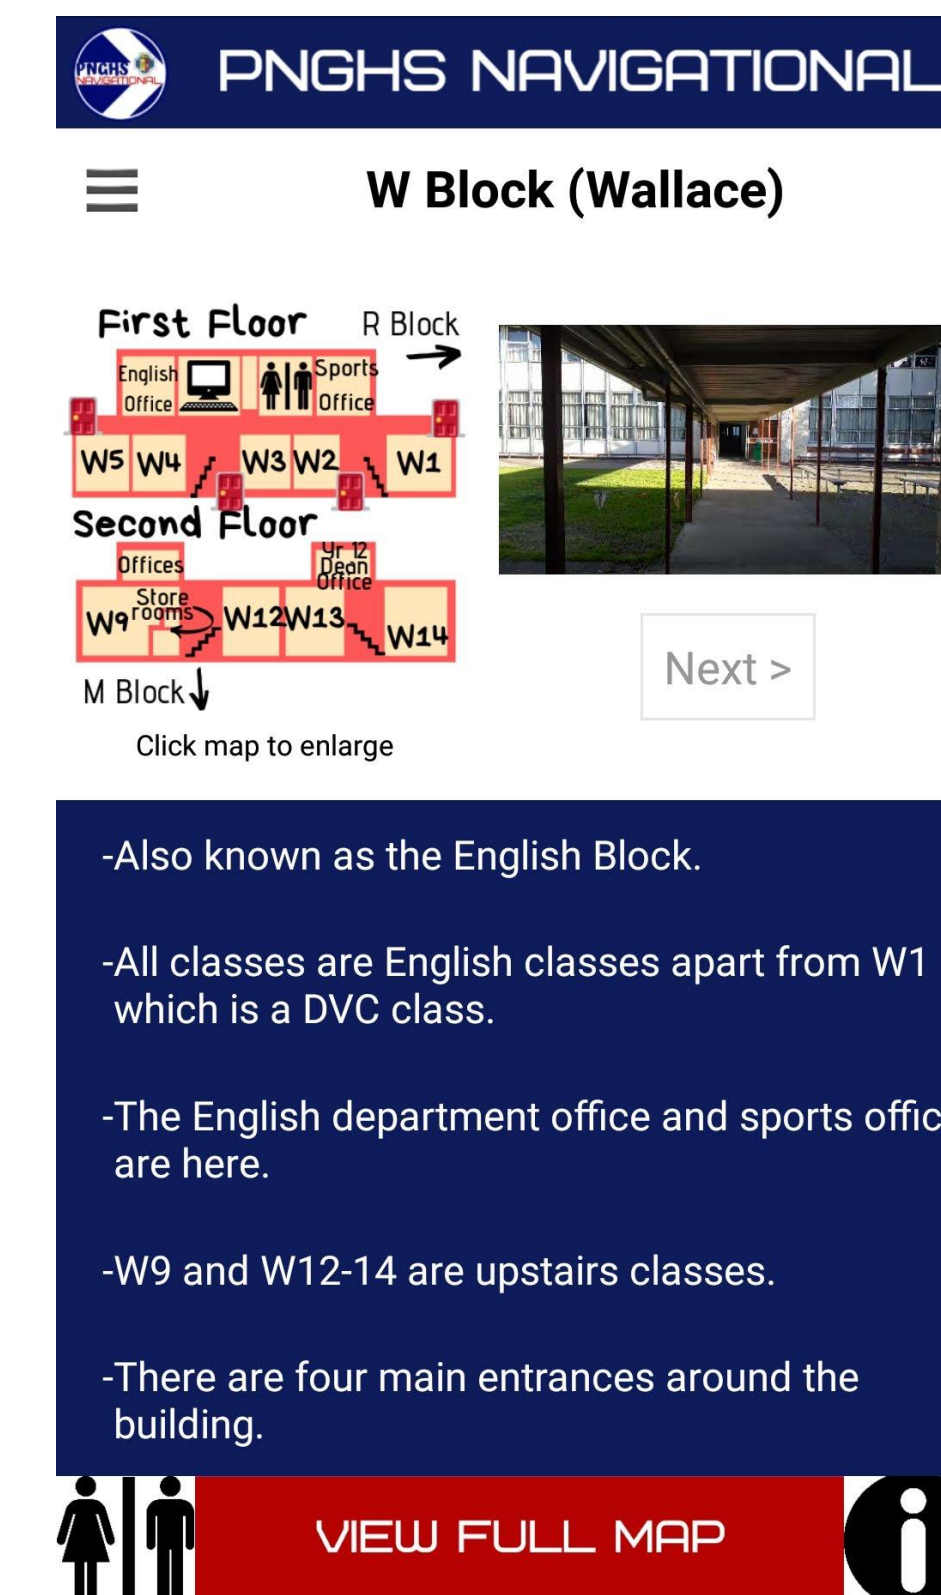 PNGHS
NAVIGATIONAL
PNGHS NAVIGATIONAL
W Block (Wallace)
First Floor
R Block
English
Office
Sports
Office
W5 W4 W3 W2 W1
Second Floor
Offices
Yr 12
Dean
Office
Store
rooms
W9 W12 W13 W14
M Block
Click map to enlarge
Next >
-Also known as the English Block.
-All classes are English classes apart from W1
which is a DVC class.
-The English department office and sports offic
are here.
-W9 and W12-14 are upstairs classes.
-There are four main entrances around the
building.
VIEW FULL MAP